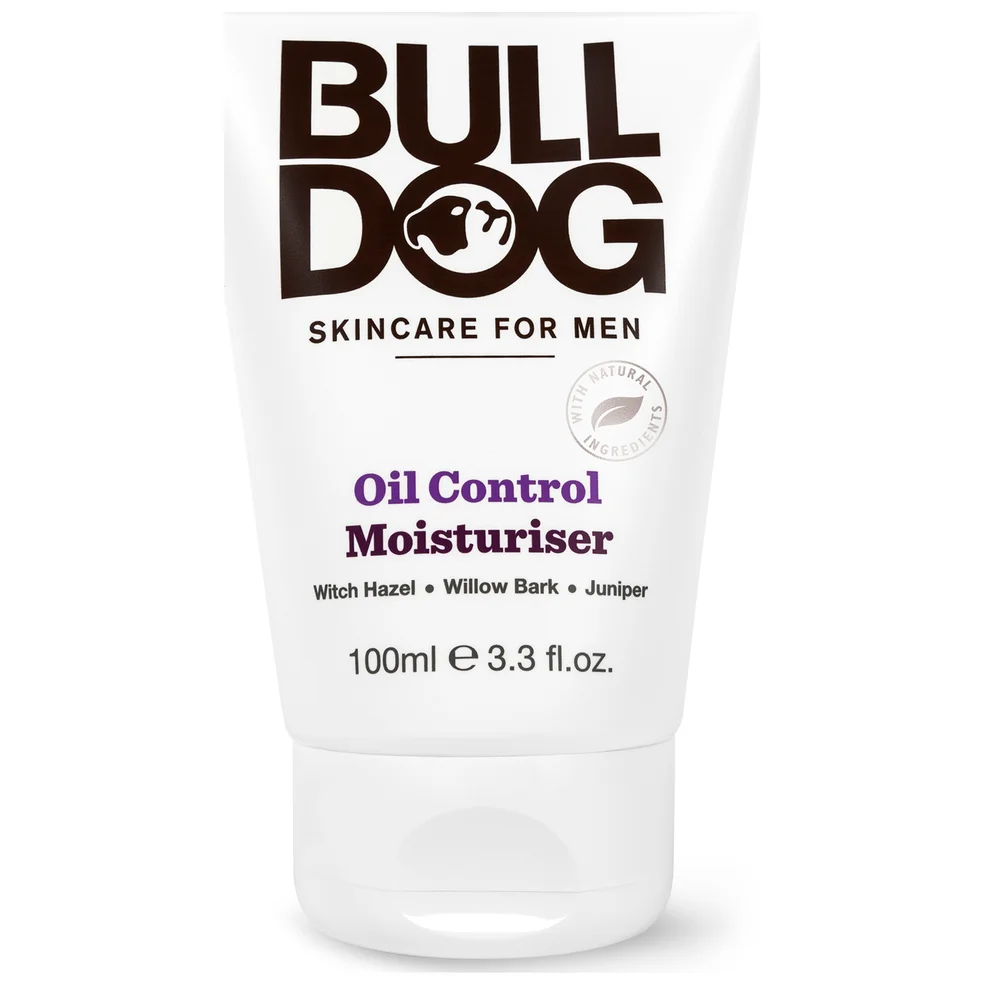 BULL
DOG
SKINCARE FOR MEN
WITH NATURAL
INGREDIENTS
Oil Control
Moisturiser
Witch Hazel • Willow Bark • Juniper
100ml ℮ 3.3 fl.oz.